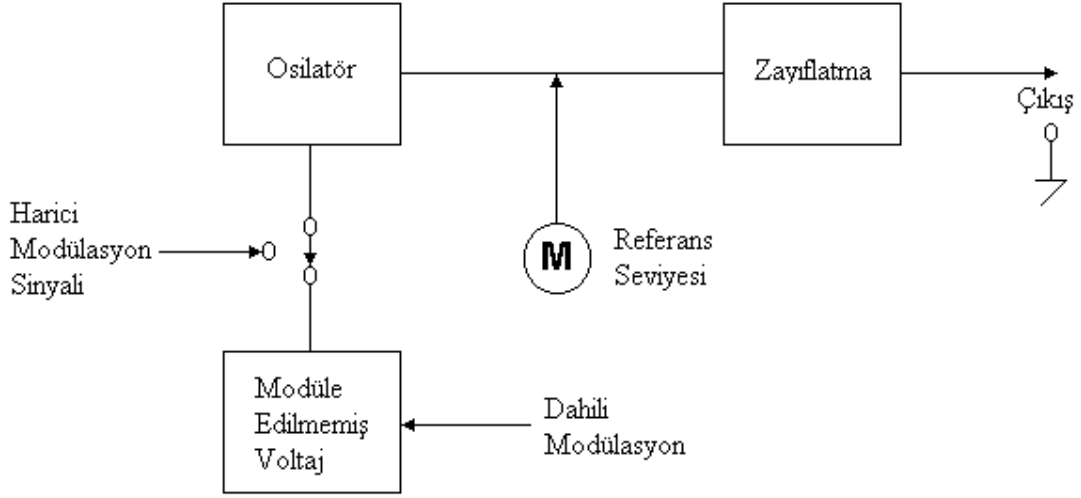 Osilatör
Zayıflatma
Çıkış
Harici
Modülasyon
Sinyali
M
Referans
Seviyesi
Modüle
Edilmemiş
Voltaj
Dahili
Modülasyon